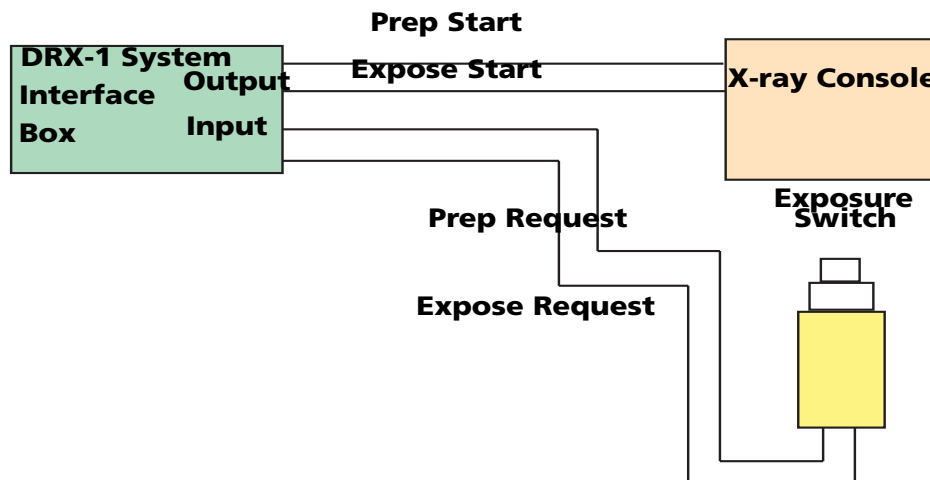 Prep Start
DRX-1 System
Interface
Box
Output
Input
Expose Start
X-ray Console
Exposure
Switch
Prep Request
Expose Request